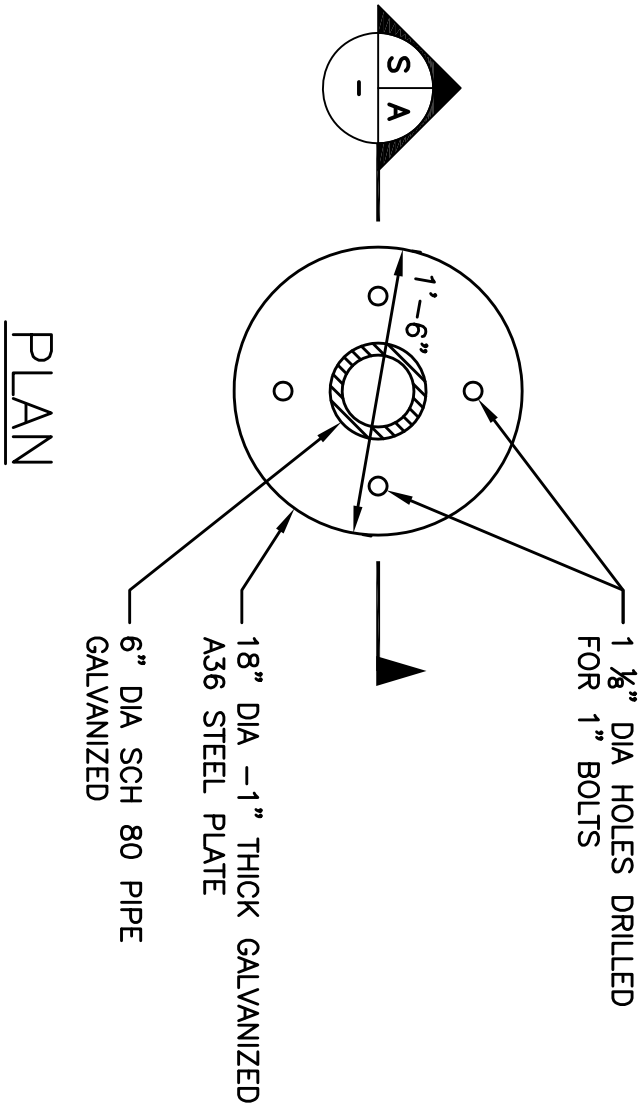 S A
-
1'-6"
1 ⅛" DIA HOLES DRILLED
FOR 1" BOLTS
18" DIA -1" THICK GALVANIZED
A36 STEEL PLATE
6" DIA SCH 80 PIPE
GALVANIZED
PLAN